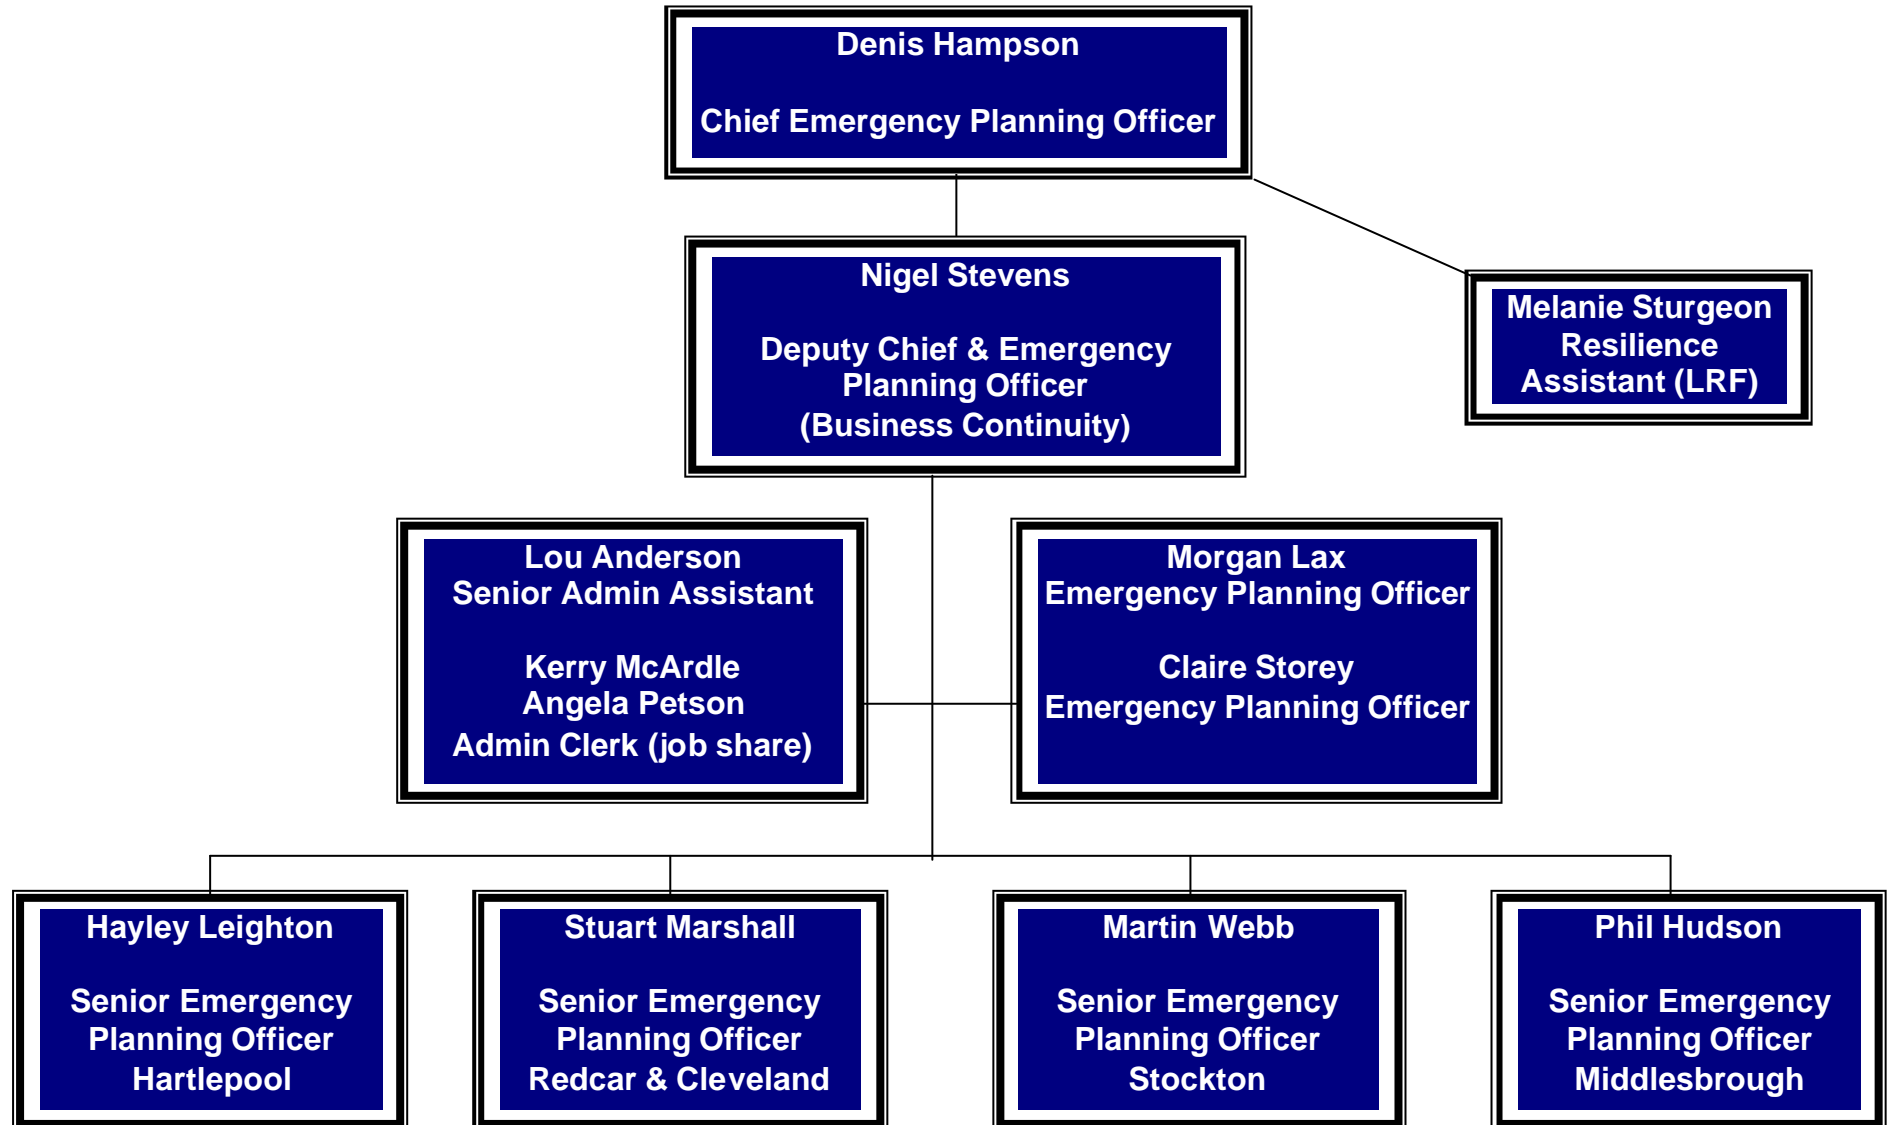 Denis Hampson
Chief Emergency Planning Officer
Nigel Stevens
Deputy Chief & Emergency
Planning Officer
(Business Continuity)
Melanie Sturgeon
Resilience
Assistant (LRF)
Lou Anderson
Senior Admin Assistant
Kerry McArdle
Angela Petson
Admin Clerk (job share)
Morgan Lax
Emergency Planning Officer
Claire Storey
Emergency Planning Officer
Hayley Leighton
Senior Emergency
Planning Officer
Hartlepool
Stuart Marshall
Senior Emergency
Planning Officer
Redcar & Cleveland
Martin Webb
Senior Emergency
Planning Officer
Stockton
Phil Hudson
Senior Emergency
Planning Officer
Middlesbrough